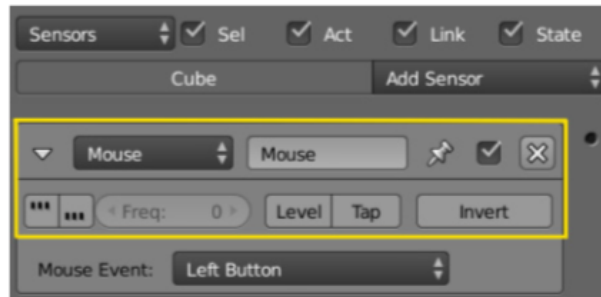 Sensors Sel Act Link State
Cube Add Sensor
Mouse Mouse
Freq: 0 Level Tap Invert
Mouse Event: Left Button